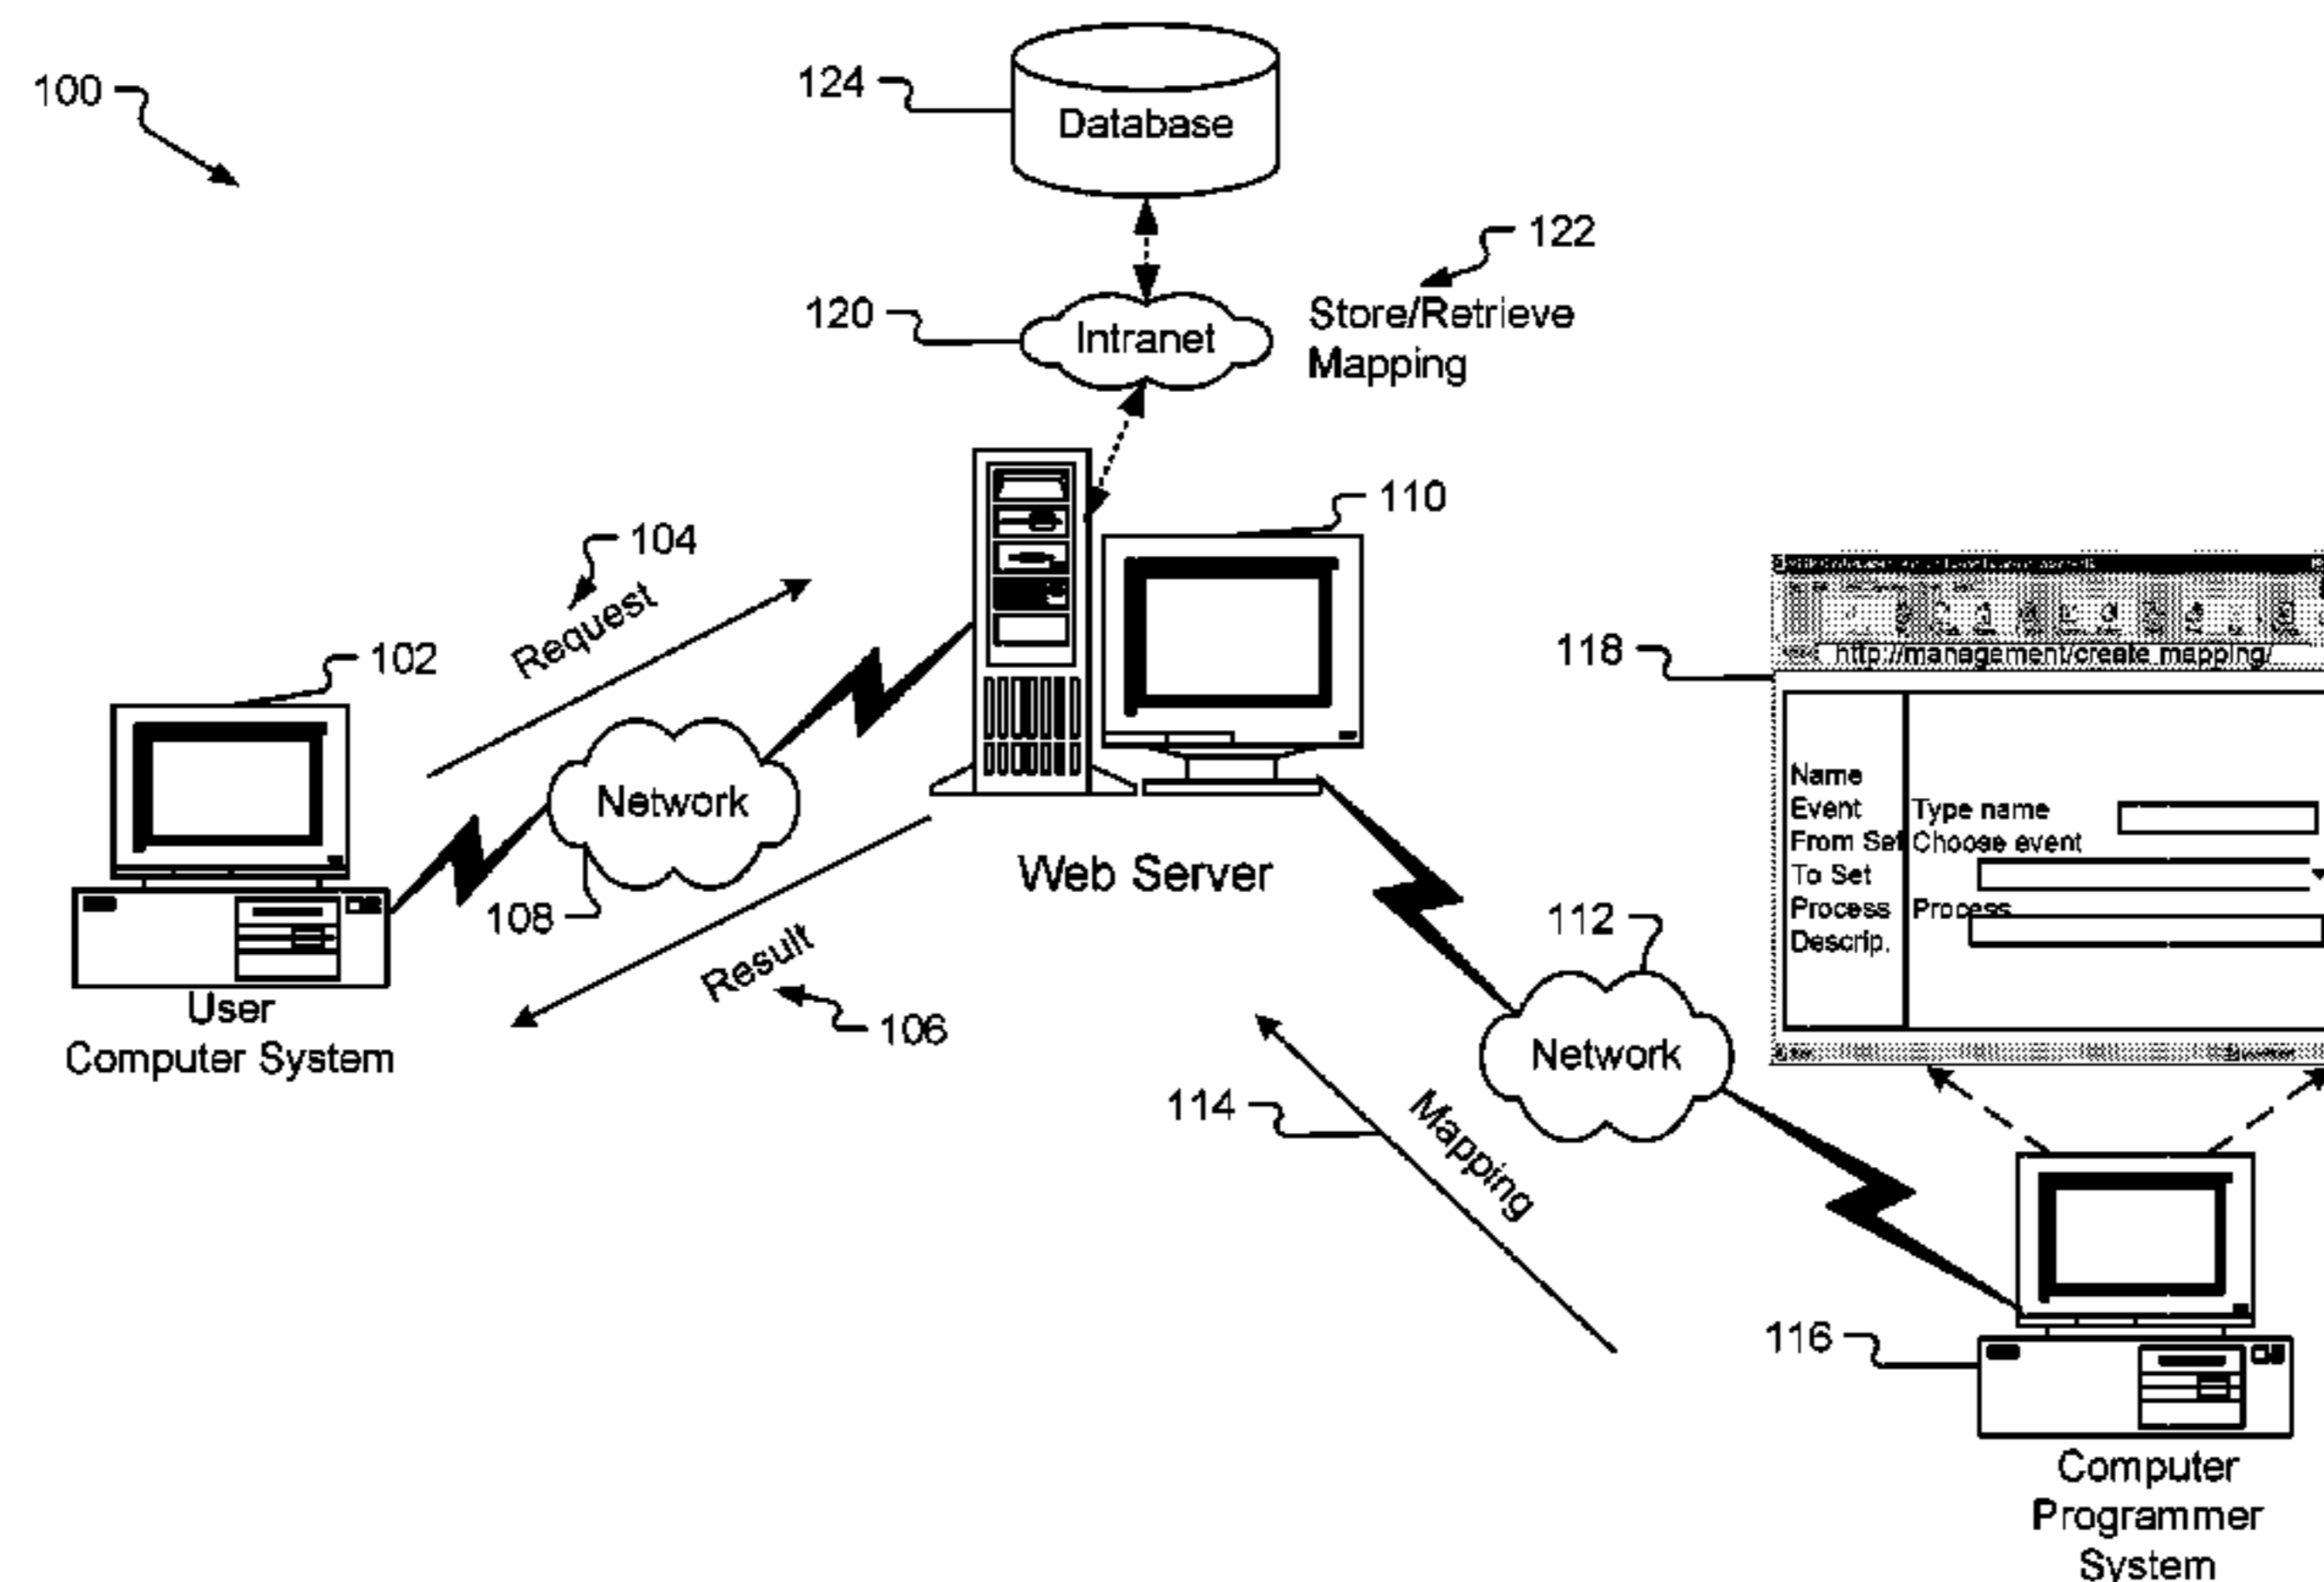 100
124
Database
122
120
Intranet
Store/Retrieve
Mapping
110
104
Request
102
118
http://management/create mapping/
Network
Name
Event
From Set
To Set
Process
Descrip.
Type name
Choose event
Process
Web Server
108
Result
106
112
User
Computer System
Network
114
Mapping
116
Computer
Programmer
System